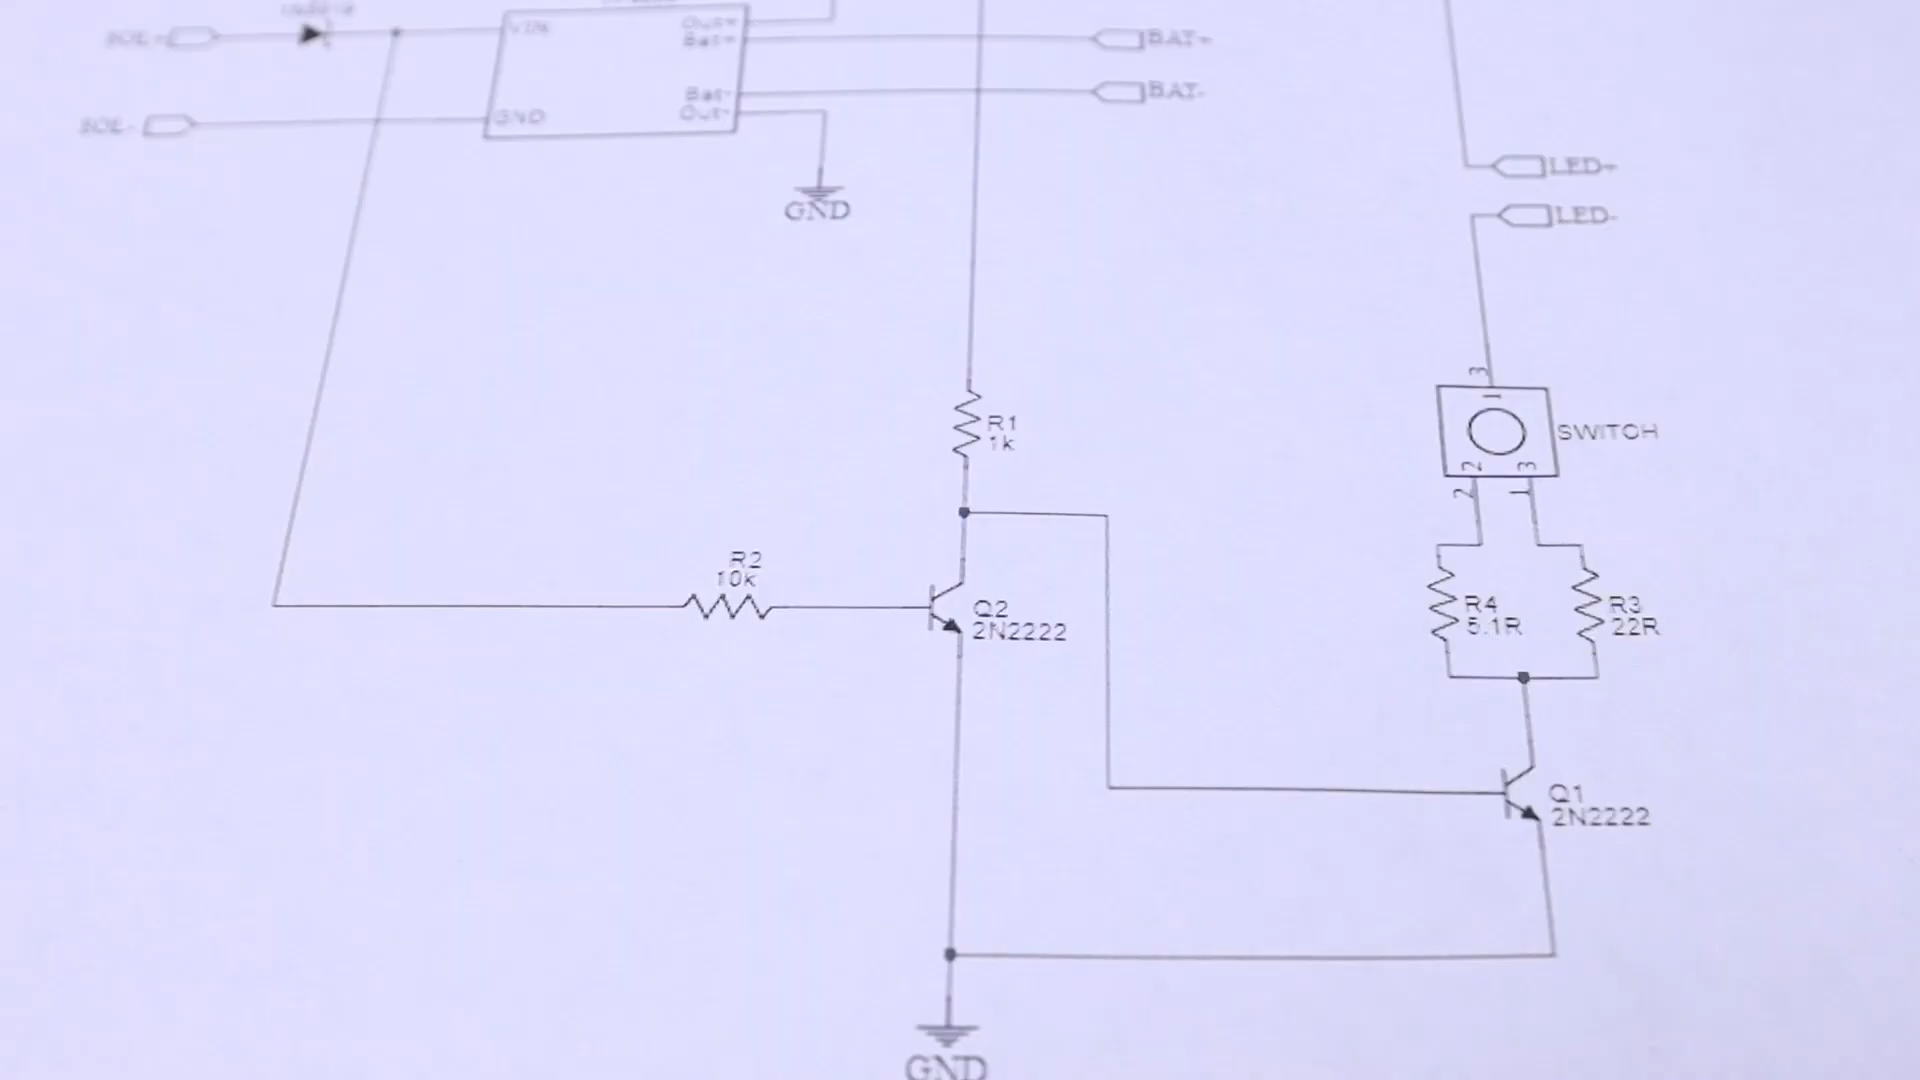 SOL+
VIN
Out+
Bat+
BAT+
SOL-
GND
Bat-
Out-
BAT-
GND
LED+
LED-
3
1
SWITCH
2 3
2 1
R1
1k
R2
10k
Q2
2N2222
R4
5.1R
R3
22R
Q1
2N2222
GND